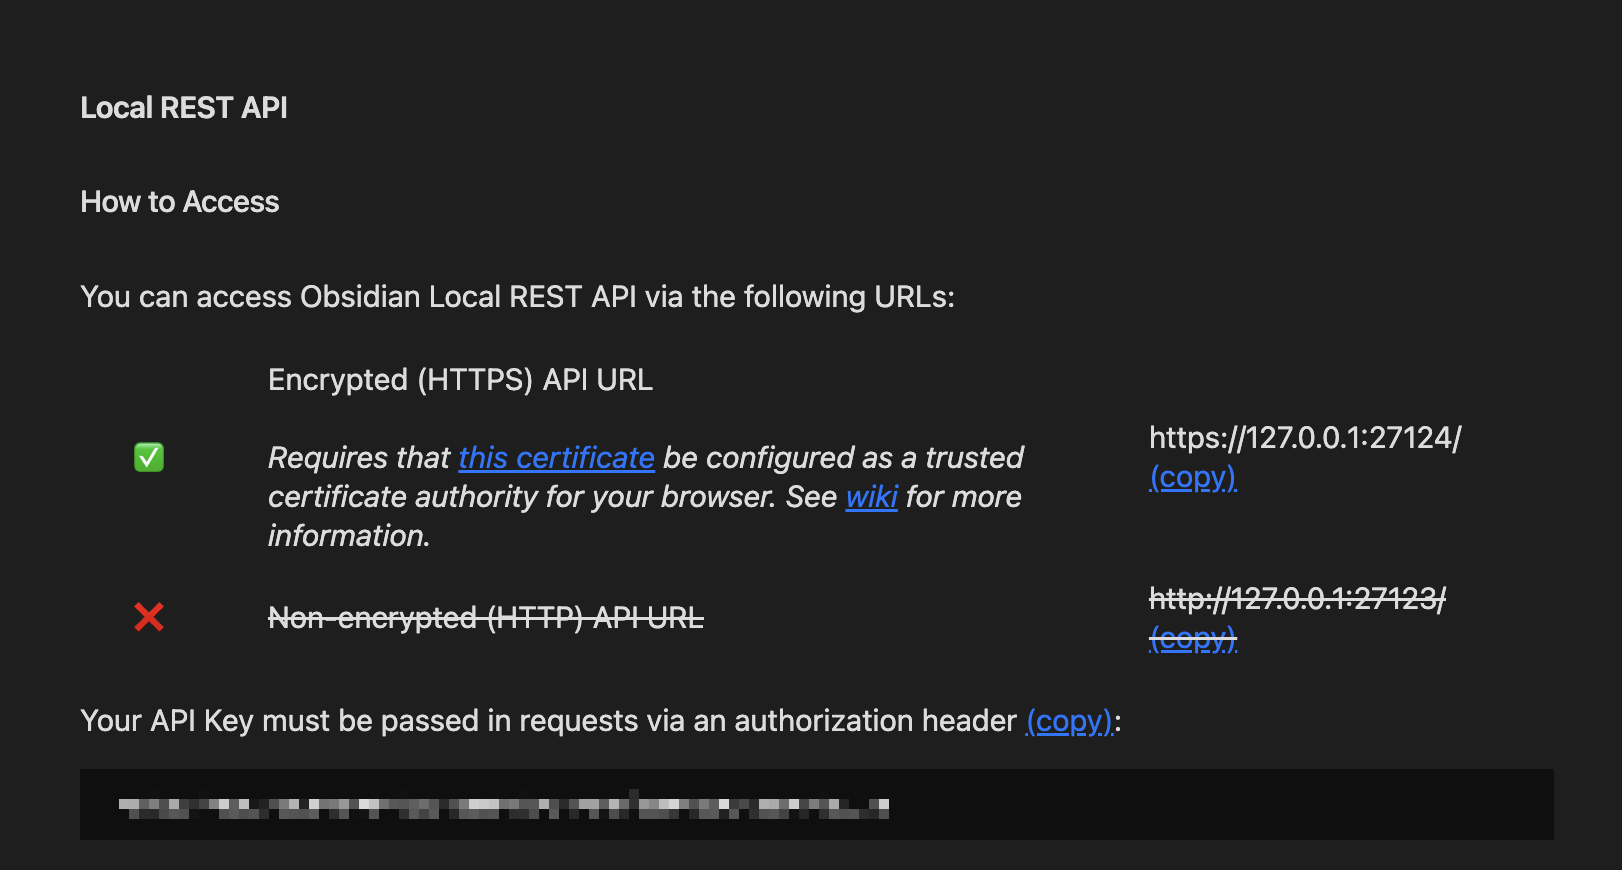 Local REST API
How to Access
You can access Obsidian Local REST API via the following URLs:
Encrypted (HTTPS) API URL
Requires that this certificate be configured as a trusted
certificate authority for your browser. See wiki for more
information.
https://127.0.0.1:27124/
(copy)
Non-encrypted (HTTP) API URL
http://127.0.0.1:27123/
(copy)
Your API Key must be passed in requests via an authorization header (copy):